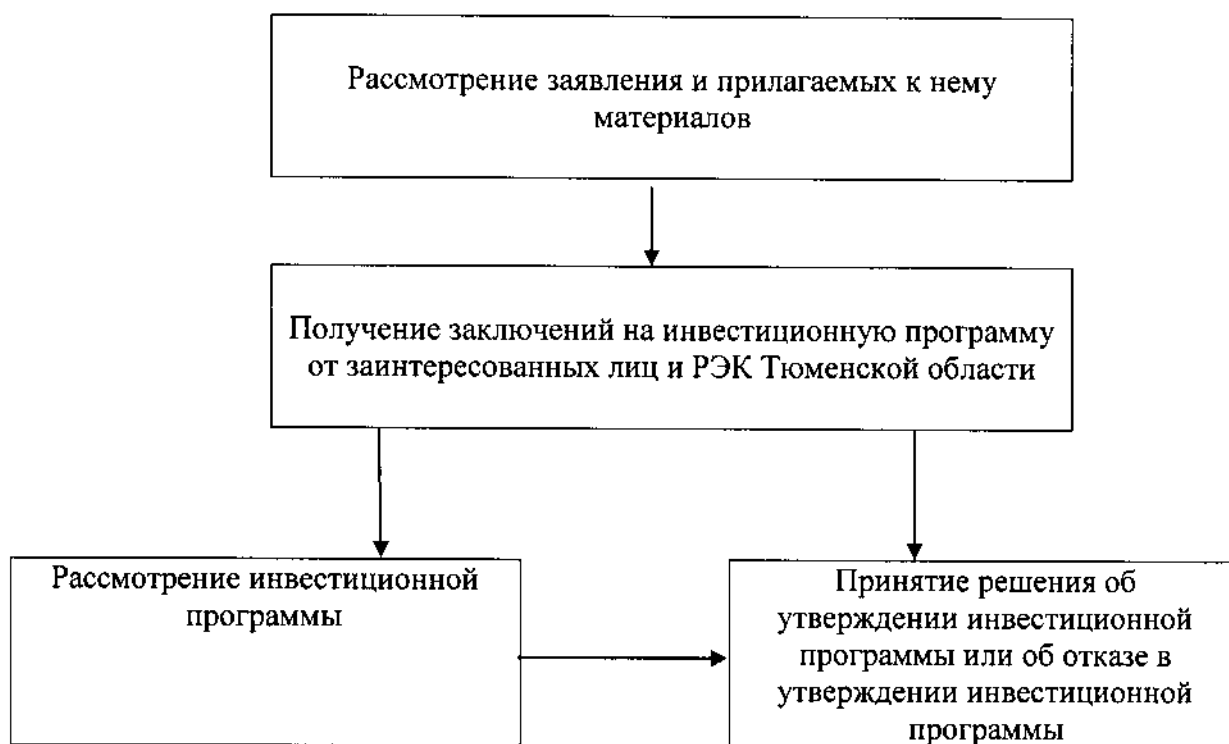 Рассмотрение заявления и прилагаемых к нему
материалов
Получение заключений на инвестиционную программу
от заинтересованных лиц и РЭК Тюменской области
Рассмотрение инвестиционной
программы
Принятие решения об
утверждении инвестиционной
программы или об отказе в
утверждении инвестиционной
программы